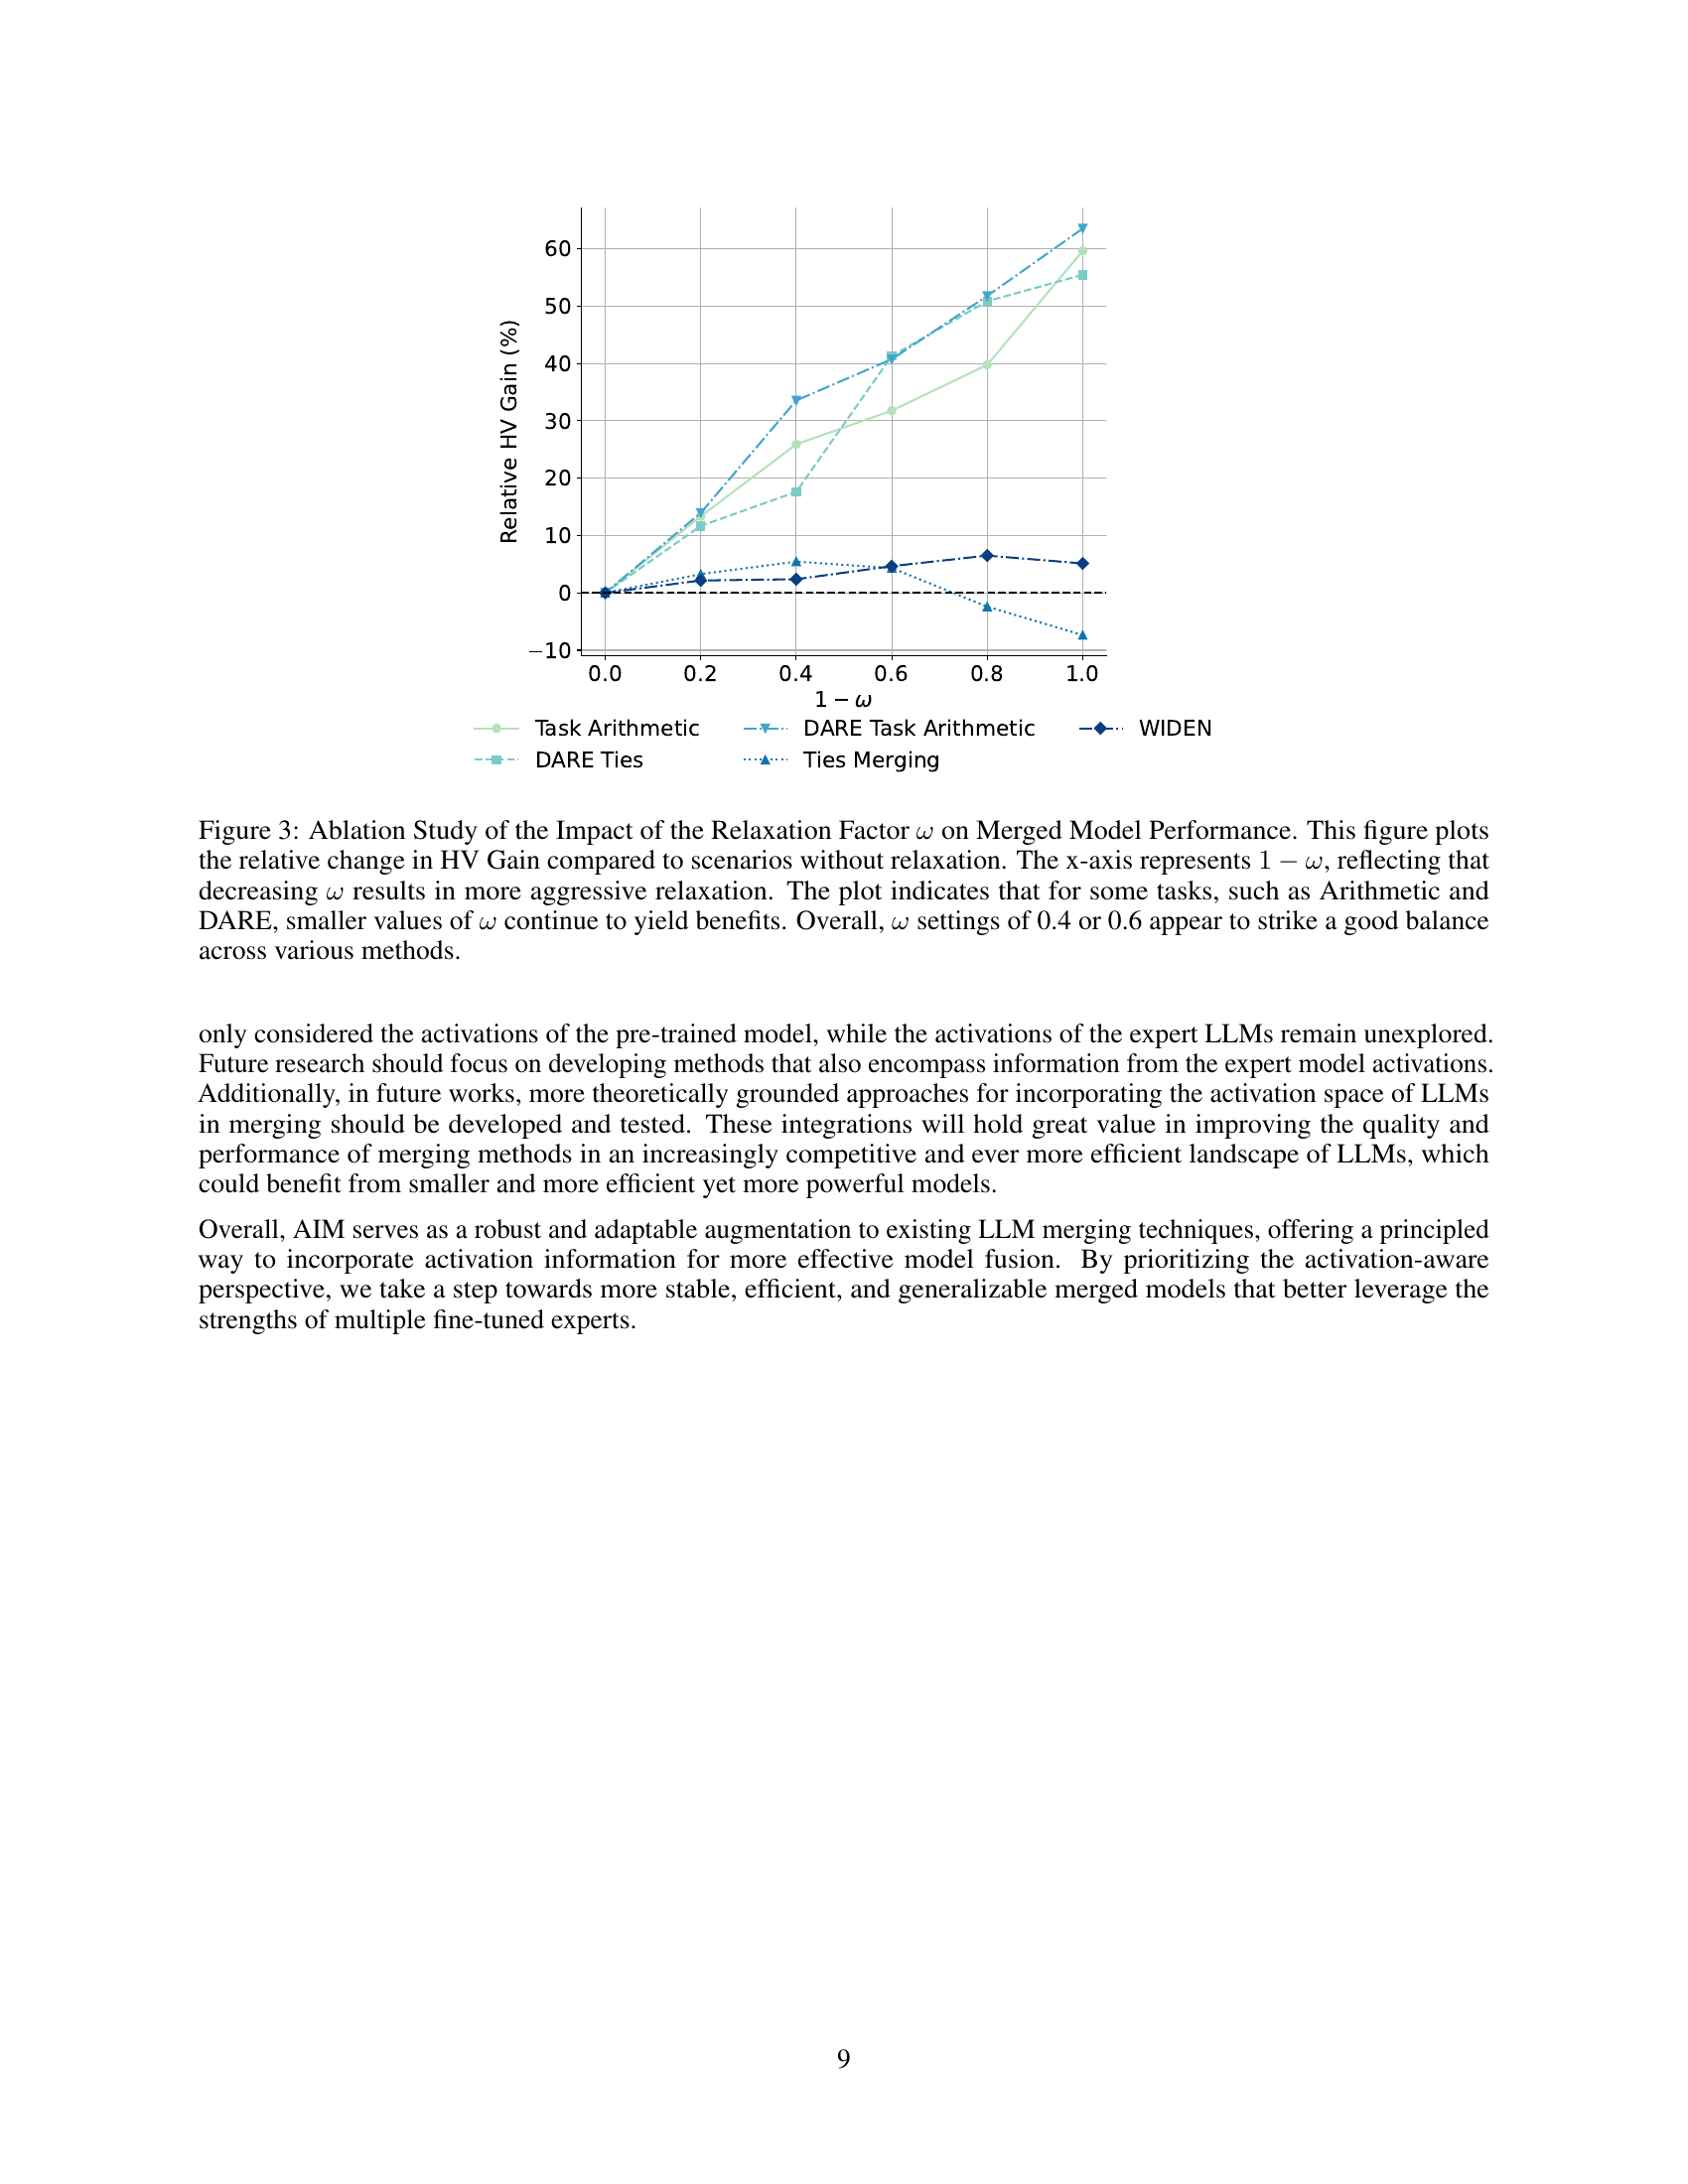 60
50
40
30
20
10
0
−10
Relative HV Gain (%)
0.0 0.2 0.4 0.6 0.8 1.0
1 − ω
Task Arithmetic DARE Task Arithmetic WIDEN
DARE Ties Ties Merging
Figure 3: Ablation Study of the Impact of the Relaxation Factor ω on Merged Model Performance. This figure plots
the relative change in HV Gain compared to scenarios without relaxation. The x-axis represents 1 − ω, reflecting that
decreasing ω results in more aggressive relaxation. The plot indicates that for some tasks, such as Arithmetic and
DARE, smaller values of ω continue to yield benefits. Overall, ω settings of 0.4 or 0.6 appear to strike a good balance
across various methods.
only considered the activations of the pre-trained model, while the activations of the expert LLMs remain unexplored.
Future research should focus on developing methods that also encompass information from the expert model activations.
Additionally, in future works, more theoretically grounded approaches for incorporating the activation space of LLMs
in merging should be developed and tested. These integrations will hold great value in improving the quality and
performance of merging methods in an increasingly competitive and ever more efficient landscape of LLMs, which
could benefit from smaller and more efficient yet more powerful models.
Overall, AIM serves as a robust and adaptable augmentation to existing LLM merging techniques, offering a principled
way to incorporate activation information for more effective model fusion. By prioritizing the activation-aware
perspective, we take a step towards more stable, efficient, and generalizable merged models that better leverage the
strengths of multiple fine-tuned experts.
9